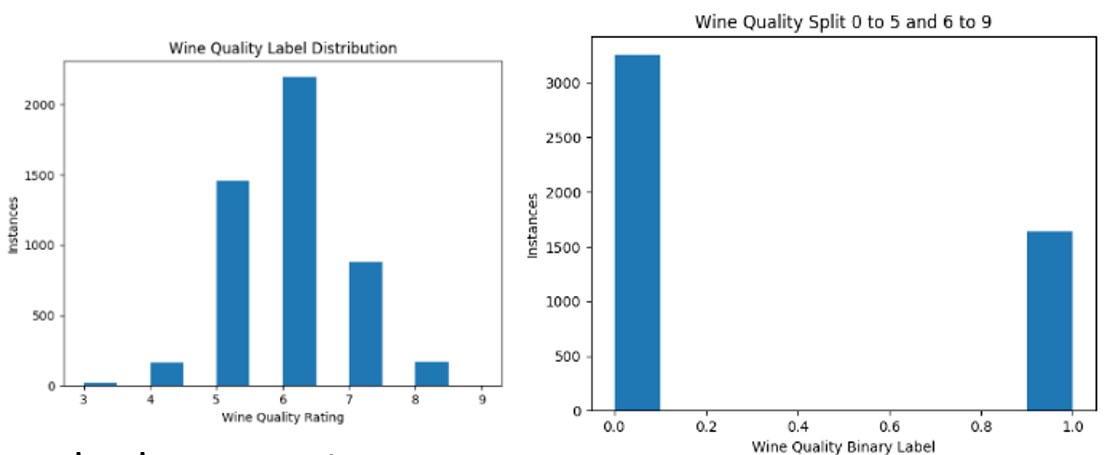 Wine Quality Label Distribution
2000
1500
1000
500
0
Instances
3 4 5 6 7 8 9
Wine Quality Rating
Wine Quality Split 0 to 5 and 6 to 9
3000
2500
2000
1500
1000
500
0
Instances
0.0 0.2 0.4 0.6 0.8 1.0
Wine Quality Binary Label